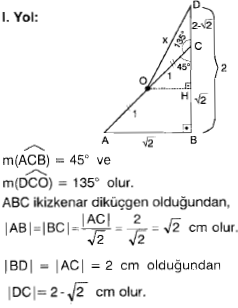 I. Yol:
D
2-√2
x
135°
C
45°
2
O
1
H
√2
1
A
√2
B
m(ACB) = 45° ve
m(DCO) = 135° olur.
ABC ikizkenar diküçgen olduğundan,
|AB|=|BC|=|AC|/√2=2/√2=√2 cm olur.
|BD| = |AC| = 2 cm olduğundan
|DC|=2-√2 cm olur.